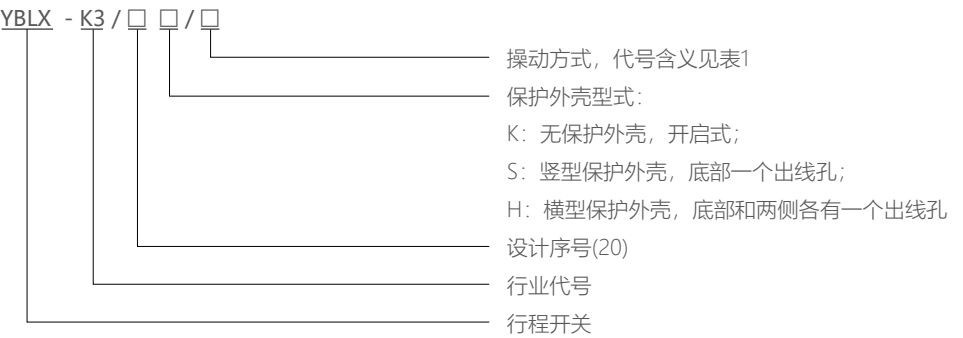 YBLX - K3 / □ □ / □
操动方式，代号含义见表1
保护外壳型式：
K：无保护外壳，开启式；
S：竖型保护外壳，底部一个出线孔；
H：横型保护外壳，底部和两侧各有一个出线孔
设计序号(20)
行业代号
行程开关